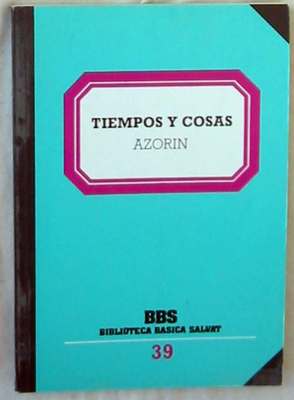 TIEMPOS Y COSAS
AZORIN
BBS
BIBLIOTECA BASICA SALVAT
39